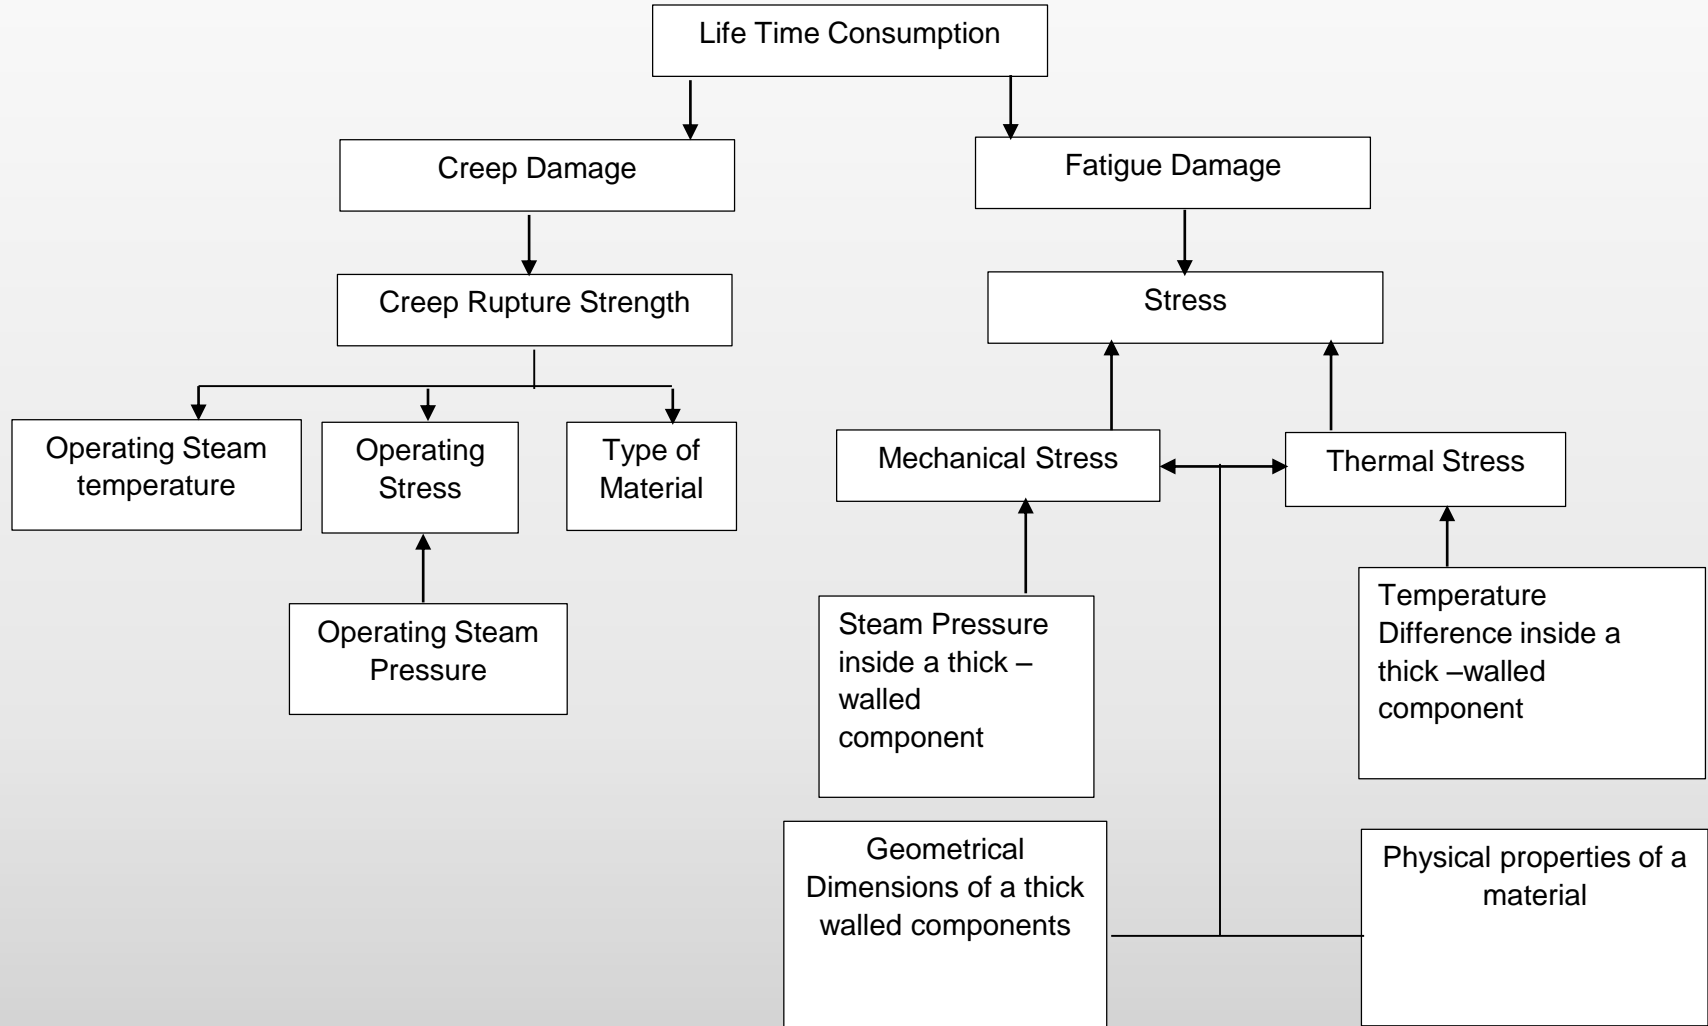 Life Time Consumption
Creep Damage
Fatigue Damage
Creep Rupture Strength
Stress
Operating Steam
temperature
Operating
Stress
Type of
Material
Mechanical Stress
Thermal Stress
Operating Steam
Pressure
Steam Pressure
inside a thick –
walled
component
Temperature
Difference inside a
thick –walled
component
Geometrical
Dimensions of a thick
walled components
Physical properties of a
material